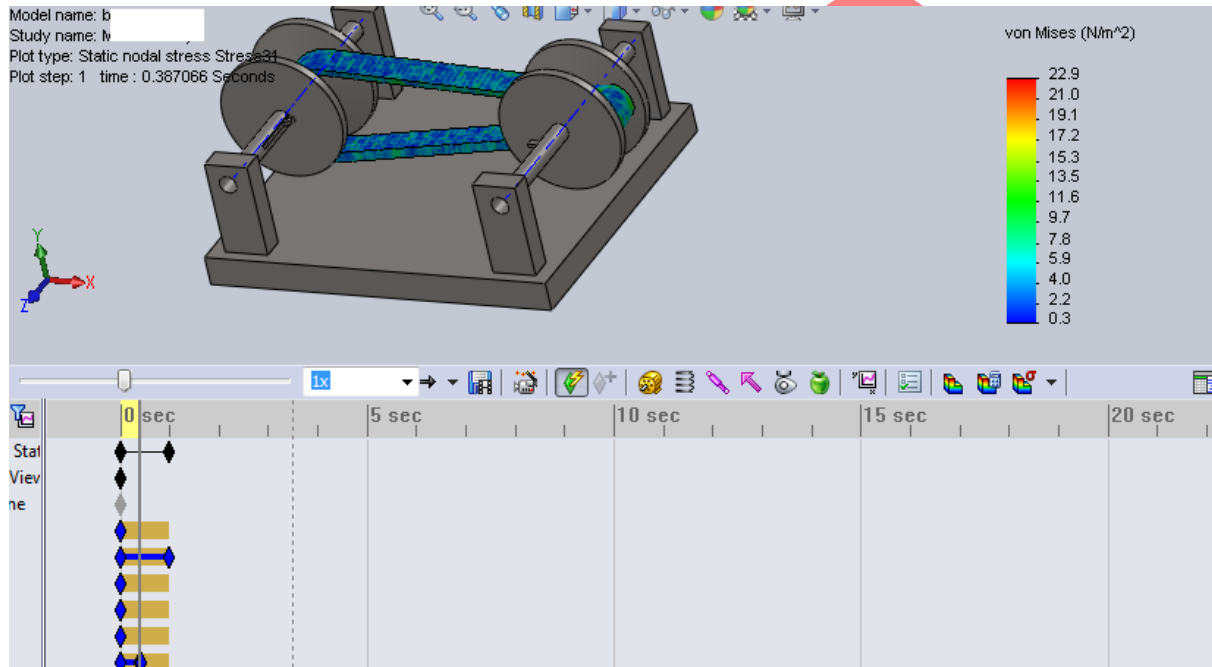 Model name: b
Study name: M
Plot type: Static nodal stress Stress31
Plot step: 1 time : 0.387066 Seconds
von Mises (N/m^2)
22.9
21.0
19.1
17.2
15.3
13.5
11.6
9.7
7.8
5.9
4.0
2.2
0.3
Y
X
Z
1x
0 sec
5 sec
10 sec
15 sec
20 sec
Stat
View
ne